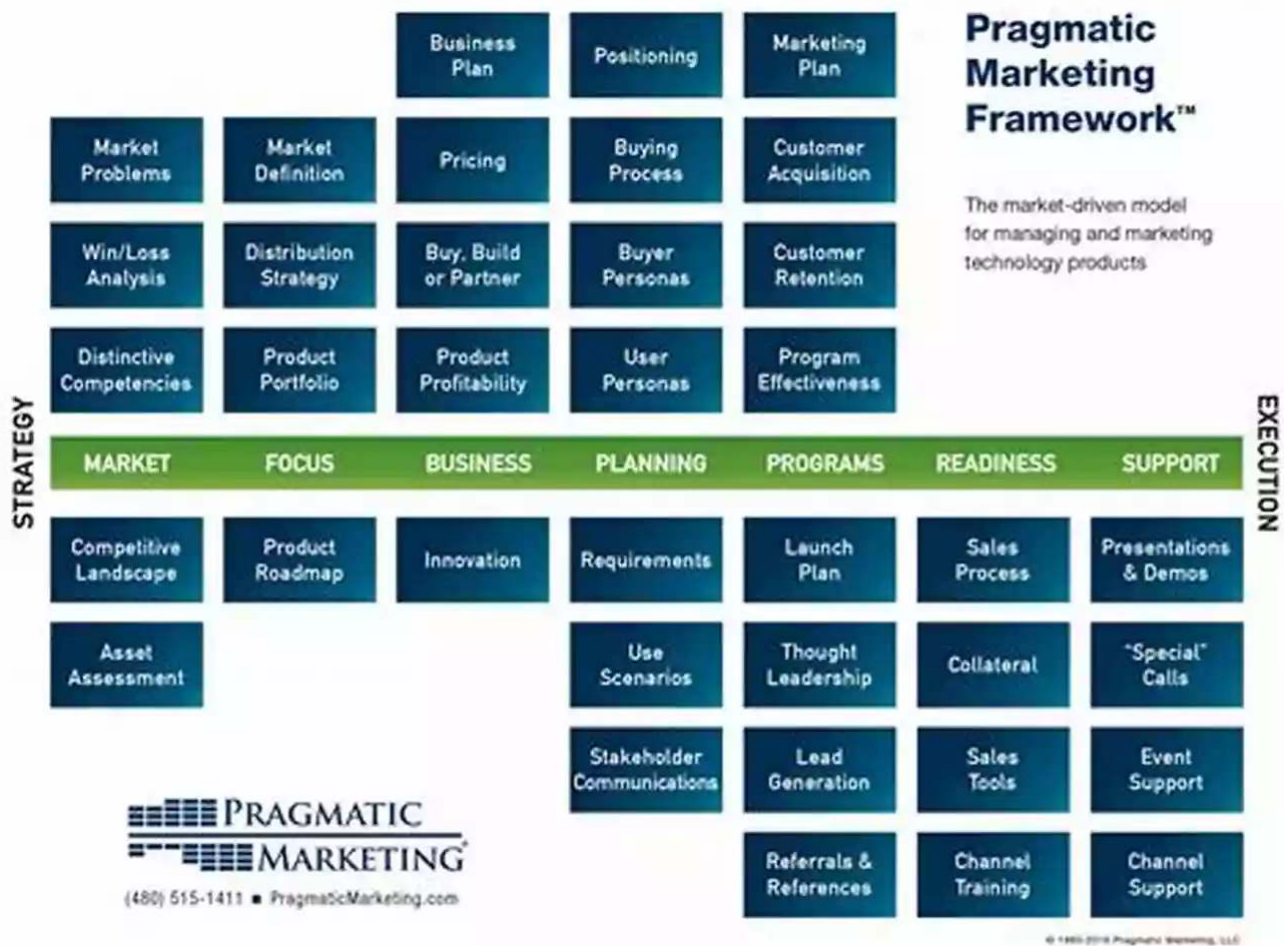 Pragmatic
Marketing
Framework™
The market-driven model
for managing and marketing
technology products
Business
Plan
Positioning
Marketing
Plan
Market
Problems
Market
Definition
Pricing
Buying
Process
Customer
Acquisition
Win/Loss
Analysis
Distribution
Strategy
Buy, Build
or Partner
Buyer
Personas
Customer
Retention
Distinctive
Competencies
Product
Portfolio
Product
Profitability
User
Personas
Program
Effectiveness
STRATEGY
MARKET
FOCUS
BUSINESS
PLANNING
PROGRAMS
READINESS
SUPPORT
EXECUTION
Competitive
Landscape
Product
Roadmap
Innovation
Requirements
Launch
Plan
Sales
Process
Presentations
& Demos
Asset
Assessment
Use
Scenarios
Thought
Leadership
Collateral
"Special"
Calls
Stakeholder
Communications
Lead
Generation
Sales
Tools
Event
Support
Referrals &
References
Channel
Training
Channel
Support
PRAGMATIC
MARKETING®
(480) 515-1411 ■ PragmaticMarketing.com
Pragmatic Marketing, LLC